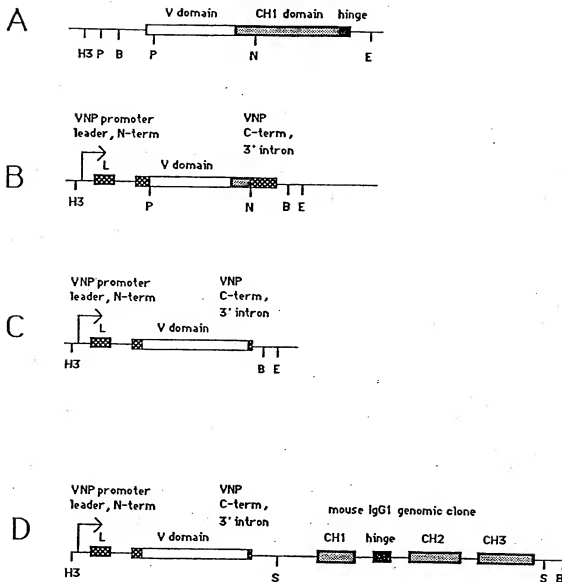 A
V domain CH1 domain hinge
H3 P B P N E
VNP promoter VNP
leader, N-term C-term,
3' intron
L V domain
B
H3 P N B E
VNP promoter VNP
leader, N-term C-term,
3' intron
L V domain
C
H3 B E
VNP promoter VNP
leader, N-term C-term,
3' intron mouse IgG1 genomic clone
L V domain CH1 hinge CH2 CH3
D
H3 S S B